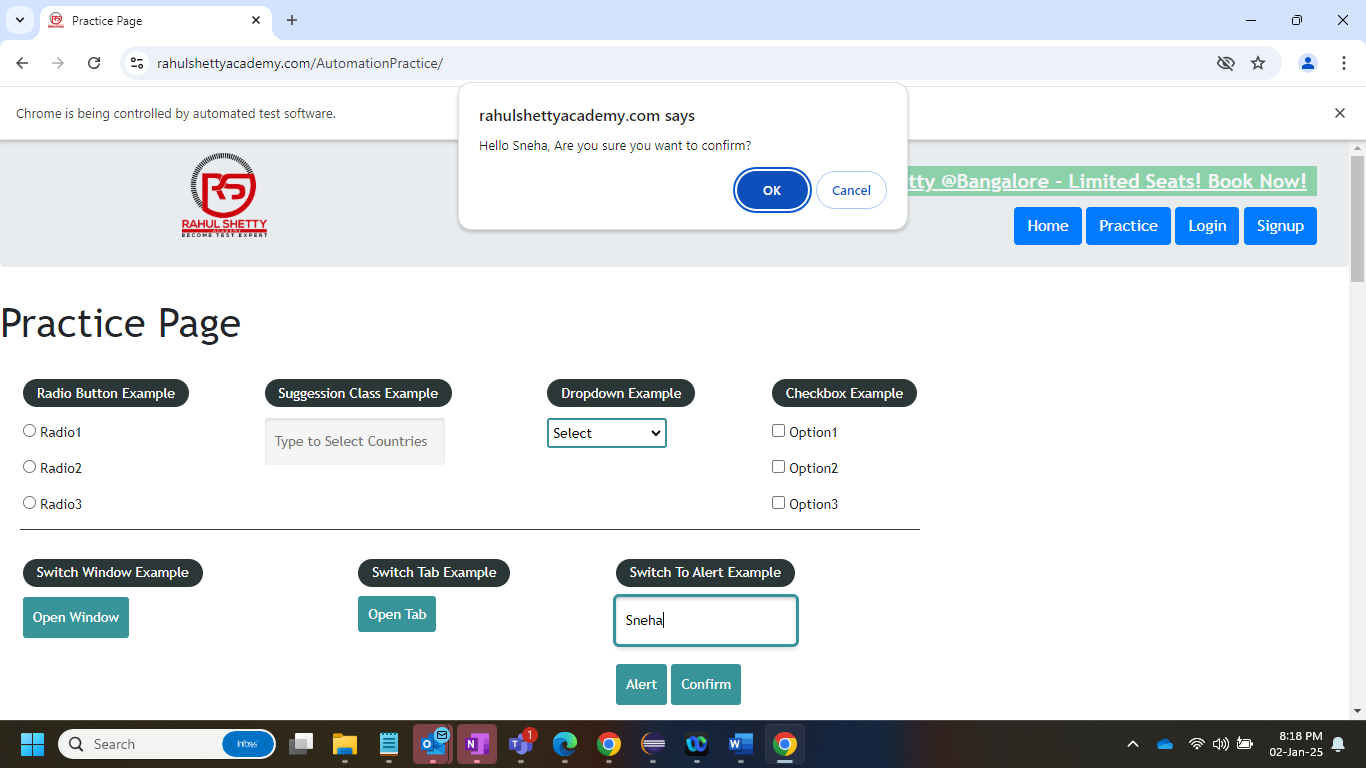 Practice Page
rahulshettyacademy.com/AutomationPractice/
Chrome is being controlled by automated test software.
rahulshettyacademy.com says
Hello Sneha, Are you sure you want to confirm?
OK Cancel
RS
RAHUL SHETTY
ACADEMY
BECOME TEST EXPERT
tty @Bangalore - Limited Seats! Book Now!
Home Practice Login Signup
Practice Page
Radio Button Example Suggession Class Example Dropdown Example Checkbox Example
Radio1 Type to Select Countries Select Option1
Radio2 Option2
Radio3 Option3
Switch Window Example Switch Tab Example Switch To Alert Example
Open Window Open Tab Sneha
Alert Confirm
Search Infosys 1 8:18 PM
02-Jan-25